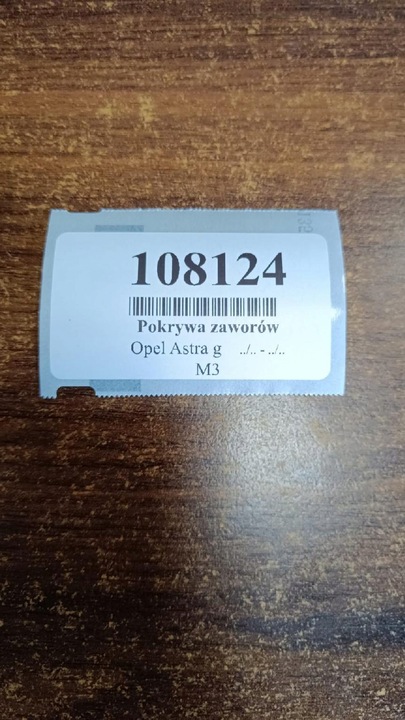 108124
Pokrywa zaworów
Opel Astra g ../.. - ../..
M3